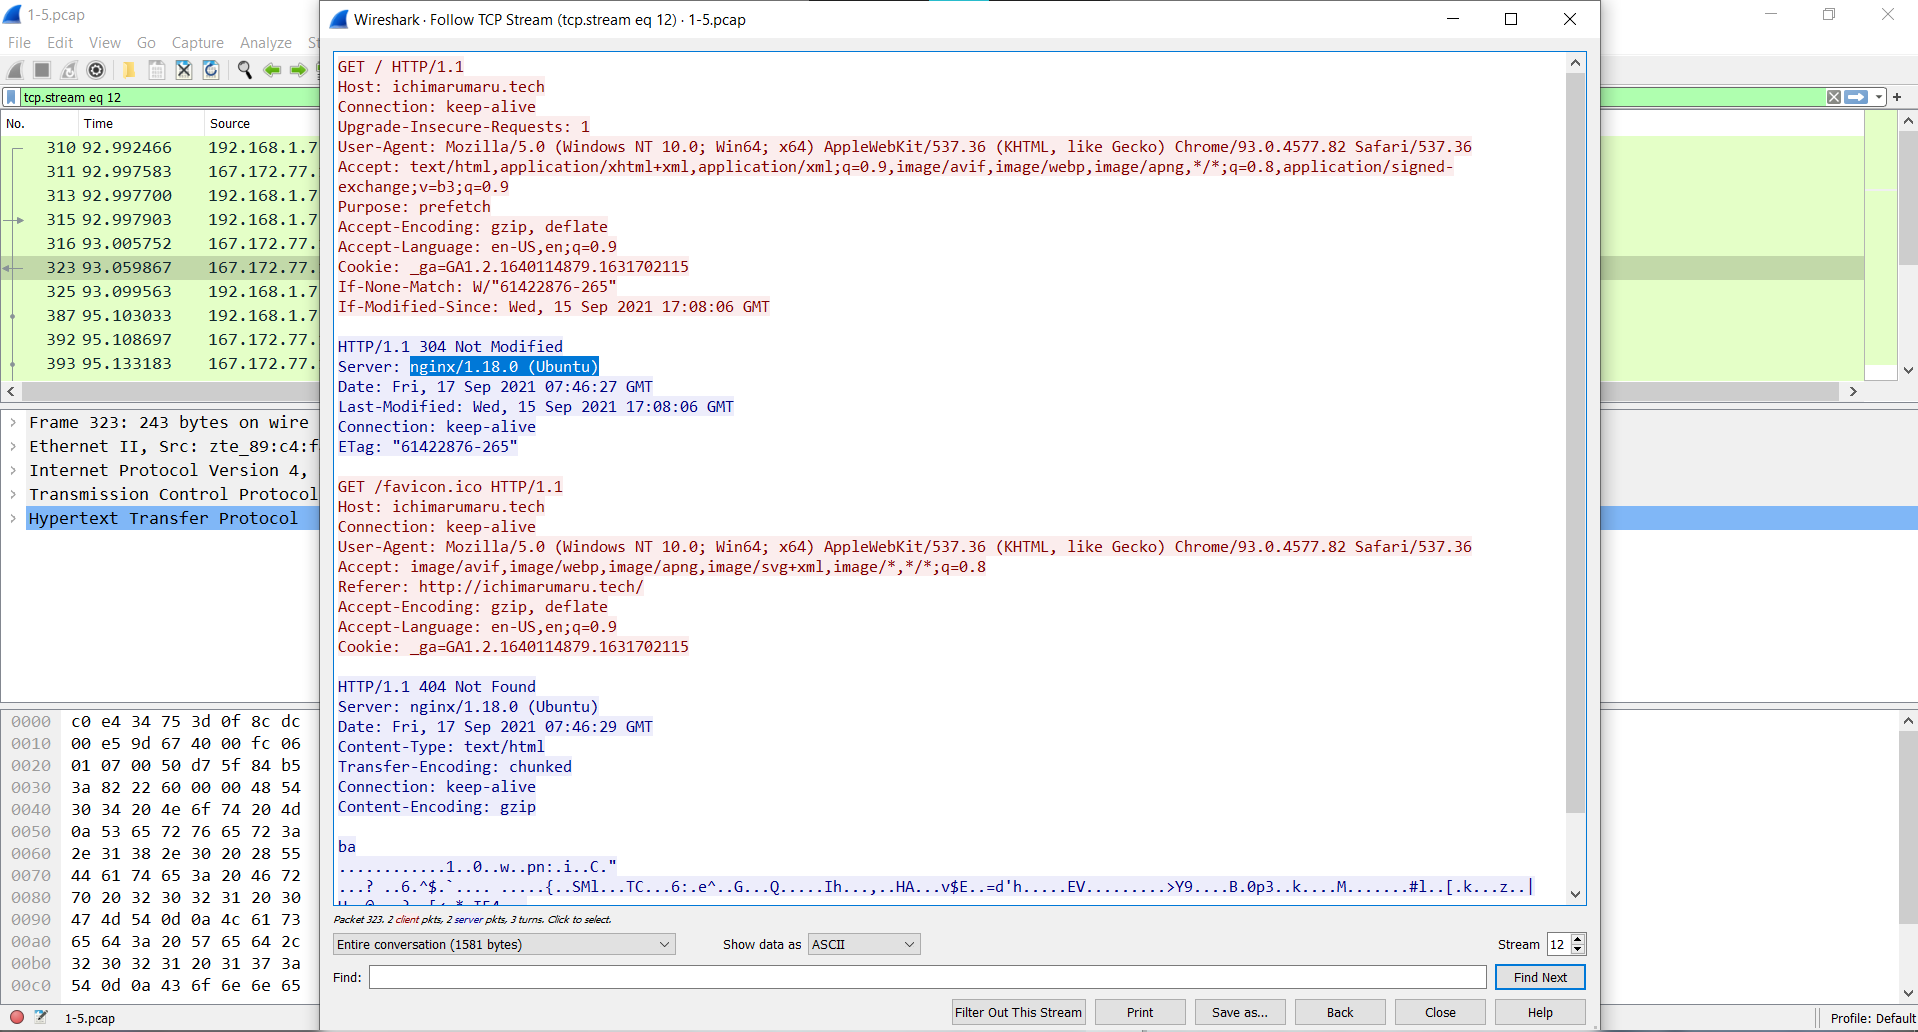 1-5.pcap
File Edit View Go Capture Analyze
tcp.stream eq 12
No. Time Source
310 92.992466 192.168.1.7
311 92.997583 167.172.77.
313 92.997700 192.168.1.7
315 92.997903 192.168.1.7
316 93.005752 167.172.77.
323 93.059867 167.172.77.
325 93.099563 192.168.1.7
387 95.103033 192.168.1.7
392 95.108697 167.172.77.
393 95.133183 167.172.77.
Frame 323: 243 bytes on wire
Ethernet II, Src: zte_89:c4:f
Internet Protocol Version 4,
Transmission Control Protocol
Hypertext Transfer Protocol
0000 c0 e4 34 75 3d 0f 8c dc
0010 00 e5 9d 67 40 00 fc 06
0020 01 07 00 50 d7 5f 84 b5
0030 3a 82 22 60 00 00 48 54
0040 30 34 20 4e 6f 74 20 4d
0050 0a 53 65 72 76 65 72 3a
0060 2e 31 38 2e 30 20 28 55
0070 44 61 74 65 3a 20 46 72
0080 70 20 32 30 32 31 20 30
0090 47 4d 54 0d 0a 4c 61 73
00a0 65 64 3a 20 57 65 64 2c
00b0 32 30 32 31 20 31 37 3a
00c0 54 0d 0a 43 6f 6e 6e 65
1-5.pcap
Profile: Default
Wireshark · Follow TCP Stream (tcp.stream eq 12) · 1-5.pcap
GET / HTTP/1.1
Host: ichimarumaru.tech
Connection: keep-alive
Upgrade-Insecure-Requests: 1
User-Agent: Mozilla/5.0 (Windows NT 10.0; Win64; x64) AppleWebKit/537.36 (KHTML, like Gecko) Chrome/93.0.4577.82 Safari/537.36
Accept: text/html,application/xhtml+xml,application/xml;q=0.9,image/avif,image/webp,image/apng,*/*;q=0.8,application/signed-
exchange;v=b3;q=0.9
Purpose: prefetch
Accept-Encoding: gzip, deflate
Accept-Language: en-US,en;q=0.9
Cookie: _ga=GA1.2.1640114879.1631702115
If-None-Match: W/"61422876-265"
If-Modified-Since: Wed, 15 Sep 2021 17:08:06 GMT
HTTP/1.1 304 Not Modified
Server: nginx/1.18.0 (Ubuntu)
Date: Fri, 17 Sep 2021 07:46:27 GMT
Last-Modified: Wed, 15 Sep 2021 17:08:06 GMT
Connection: keep-alive
ETag: "61422876-265"
GET /favicon.ico HTTP/1.1
Host: ichimarumaru.tech
Connection: keep-alive
User-Agent: Mozilla/5.0 (Windows NT 10.0; Win64; x64) AppleWebKit/537.36 (KHTML, like Gecko) Chrome/93.0.4577.82 Safari/537.36
Accept: image/avif,image/webp,image/apng,image/svg+xml,image/*,*/*;q=0.8
Referer: http://ichimarumaru.tech/
Accept-Encoding: gzip, deflate
Accept-Language: en-US,en;q=0.9
Cookie: _ga=GA1.2.1640114879.1631702115
HTTP/1.1 404 Not Found
Server: nginx/1.18.0 (Ubuntu)
Date: Fri, 17 Sep 2021 07:46:29 GMT
Content-Type: text/html
Transfer-Encoding: chunked
Connection: keep-alive
Content-Encoding: gzip
ba
............1..0..w..pn:.i..C."
...? ..6.^$.`.... .....{..SMl...TC...6:.e^..G...Q.....Ih...,..HA...v$E..=d'h.....EV.........>Y9....B.0p3..k....M.......#l..[.k...z..|
Packet 323. 2 client pkts, 2 server pkts, 3 turns. Click to select.
Entire conversation (1581 bytes) Show data as ASCII Stream 12
Find: Find Next
Filter Out This Stream Print Save as... Back Close Help